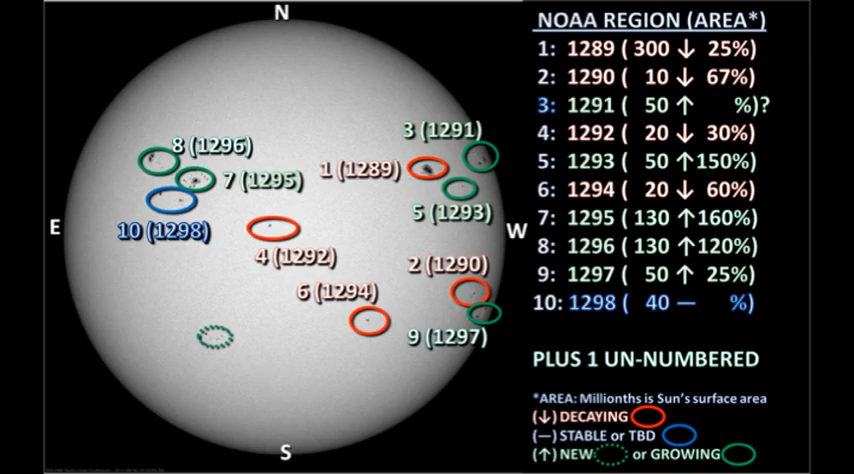 N
8 (1296)
3 (1291)
7 (1295)
1 (1289)
5 (1293)
10 (1298)
E
W
4 (1292)
2 (1290)
6 (1294)
9 (1297)
S
NOAA REGION (AREA*)
1: 1289 ( 300 ↓ 25%)
2: 1290 ( 10 ↓ 67%)
3: 1291 ( 50 ↑ %)?
4: 1292 ( 20 ↓ 30%)
5: 1293 ( 50 ↑ 150%)
6: 1294 ( 20 ↓ 60%)
7: 1295 ( 130 ↑ 160%)
8: 1296 ( 130 ↑ 120%)
9: 1297 ( 50 ↑ 25%)
10: 1298 ( 40 — %)
PLUS 1 UN-NUMBERED
*AREA: Millionths is Sun's surface area
(↓) DECAYING
(—) STABLE or TBD
(↑) NEW or GROWING